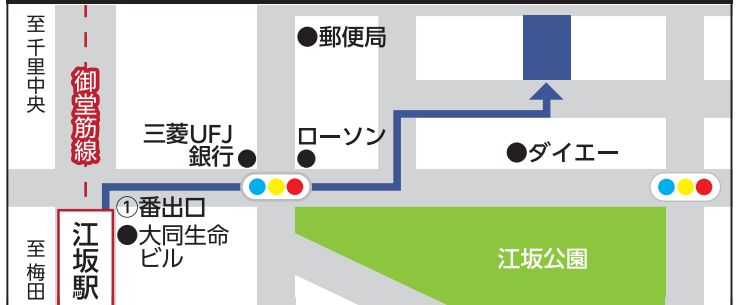 至千里中央
御堂筋線
●郵便局
三菱UFJ
銀行●
ローソン
●
●ダイエー
①番出口
●大同生命
ビル
江坂駅
至梅田
江坂公園